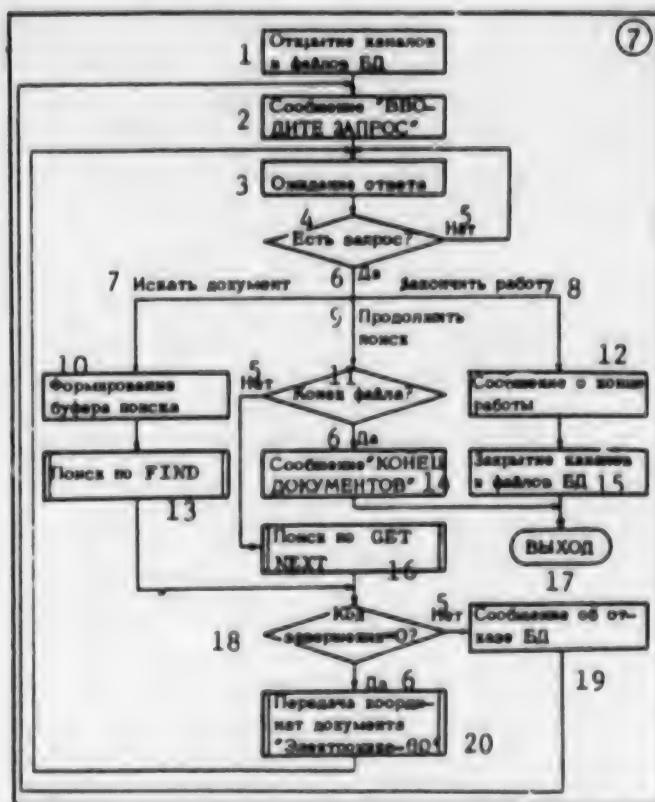 7
1
Открытие каналов
и файлов БД
Сообщение "ВВО-
ДИТЕ ЗАПРОС"
2
3
Ожидание ответа
4
5
Нет
Есть запрос?
6
Да
7
Искать документ
Закончить работу
8
9
Продолжить
поиск
10
Формирование
буфера поиска
5
Нет
11
Конец файла?
12
Сообщение о конце
работы
6
Да
Поиск по FIND
13
Сообщение "КОНЕЦ
ДОКУМЕНТОВ"
14
Закрытие каналов
и файлов БД
15
Поиск по GET
NEXT
16
ВЫХОД
17
18
Код
завершения=0?
5
Нет
Сообщение об от-
казе БД
19
Да
6
Передача коорди-
нат документа
20